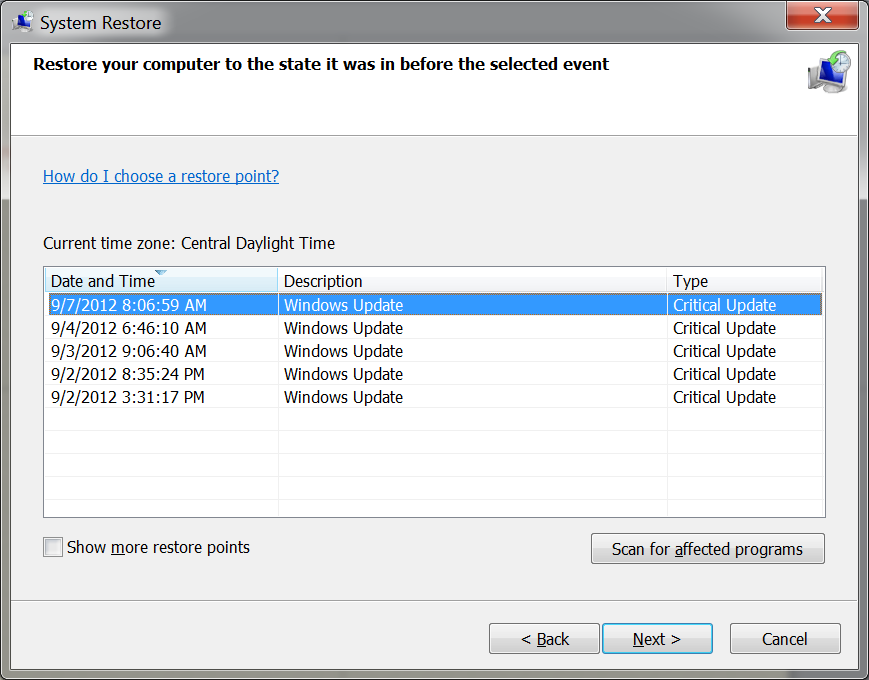 System Restore
Restore your computer to the state it was in before the selected event
How do I choose a restore point?
Current time zone: Central Daylight Time
Date and Time Description Type
9/7/2012 8:06:59 AM Windows Update Critical Update
9/4/2012 6:46:10 AM Windows Update Critical Update
9/3/2012 9:06:40 AM Windows Update Critical Update
9/2/2012 8:35:24 PM Windows Update Critical Update
9/2/2012 3:31:17 PM Windows Update Critical Update
Show more restore points Scan for affected programs
< Back Next > Cancel